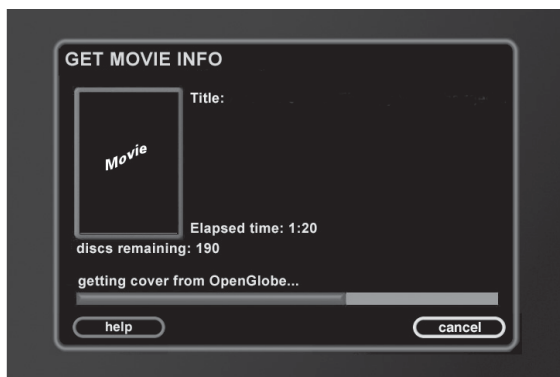 GET MOVIE INFO
Title:
Movie
Elapsed time: 1:20
discs remaining: 190
getting cover from OpenGlobe...
help
cancel